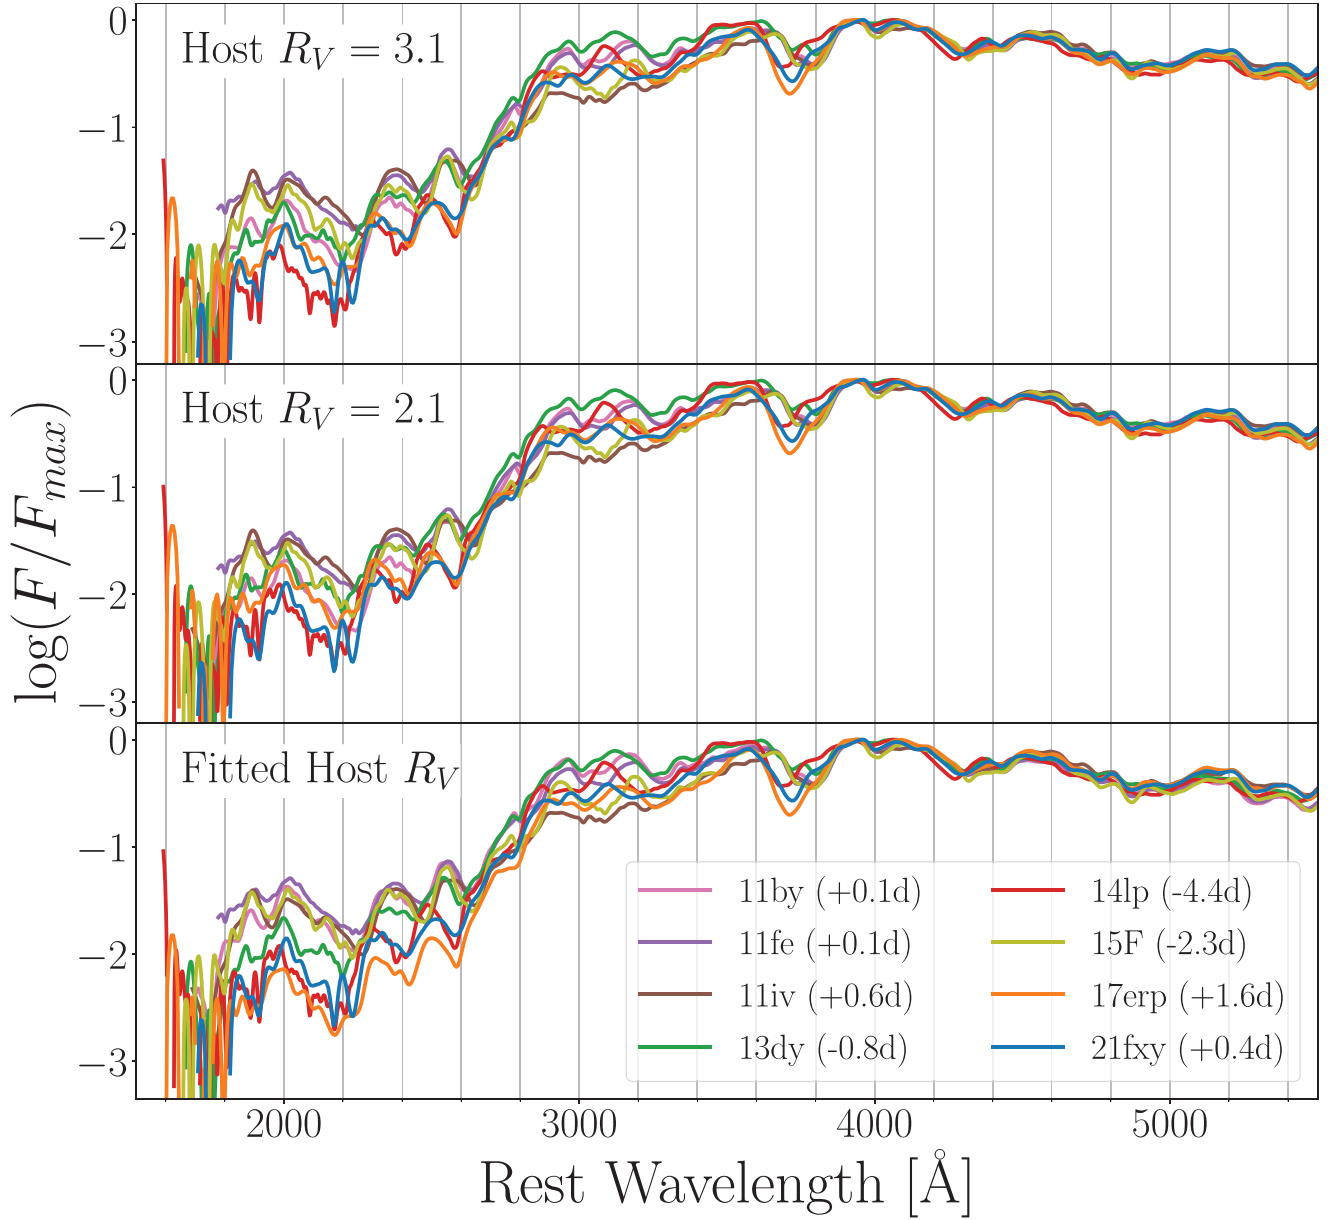 0
Host R_V = 3.1
−1
−2
−3
0
Host R_V = 2.1
−1
−2
−3
log(F/F_{max})
0
Fitted Host R_V
−1
−2
−3
11by (+0.1d)
11fe (+0.1d)
11iv (+0.6d)
13dy (-0.8d)
14lp (-4.4d)
15F (-2.3d)
17erp (+1.6d)
21fxy (+0.4d)
2000 3000 4000 5000
Rest Wavelength [Å]